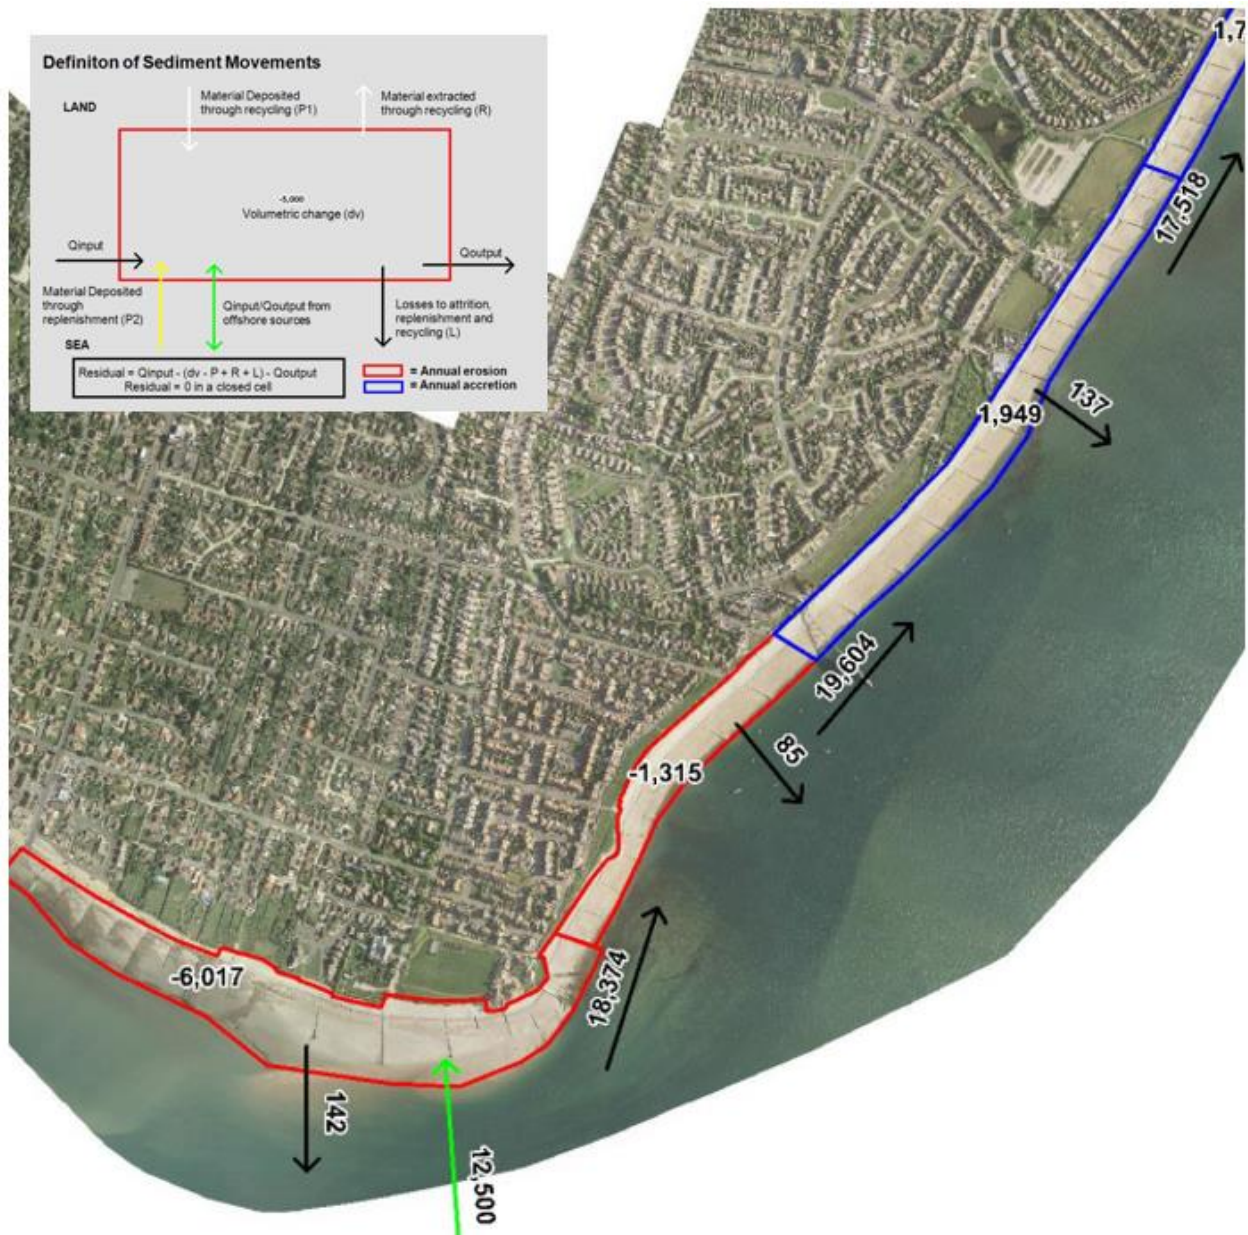 Definiton of Sediment Movements
LAND
Material Deposited
through recycling (P1)
Material extracted
through recycling (R)
-5,000
Volumetric change (dv)
Qinput
Qoutput
Material Deposited
through
replenishment (P2)
Qinput/Qoutput from
offshore sources
Losses to attrition,
replenishment and
recycling (L)
SEA
Residual = Qinput - (dv - P + R + L) - Qoutput
Residual = 0 in a closed cell
= Annual erosion
= Annual accretion
1,7
17,518
137
1,949
19,604
85
-1,315
18,374
-6,017
142
12,500